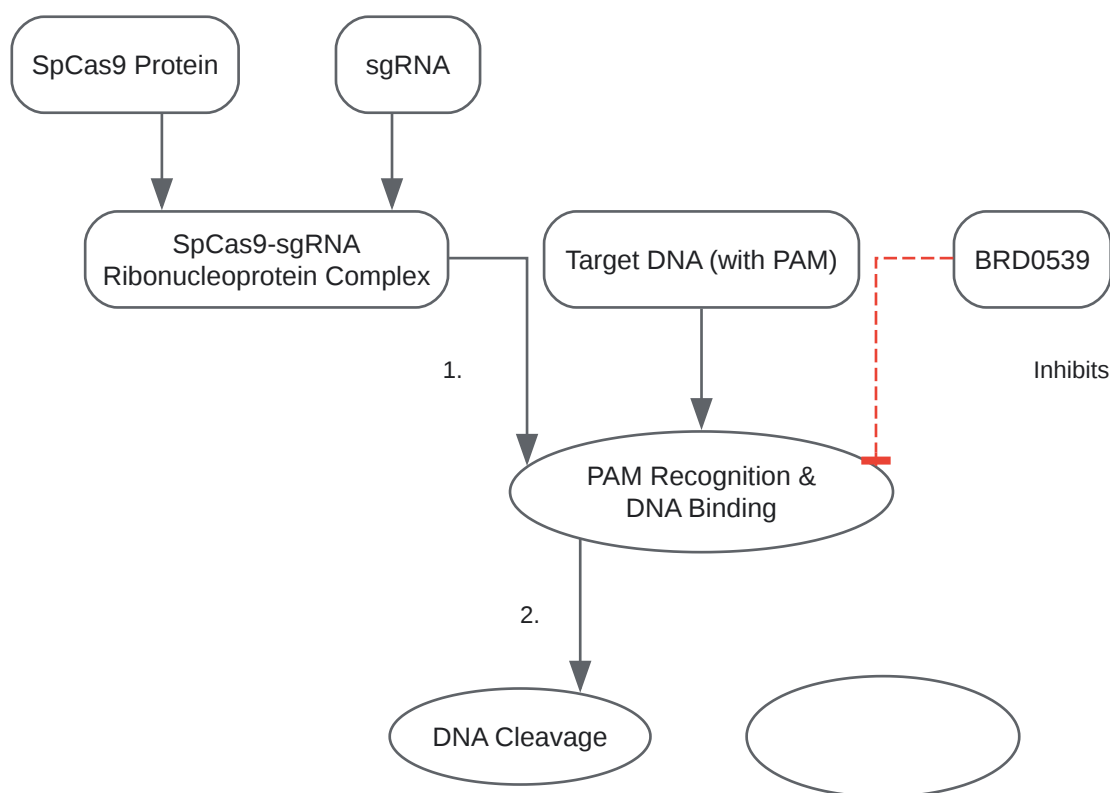 SpCas9 Protein
sgRNA
SpCas9-sgRNA
Ribonucleoprotein Complex
Target DNA (with PAM)
BRD0539
1.
Inhibits
PAM Recognition &
DNA Binding
2.
DNA Cleavage